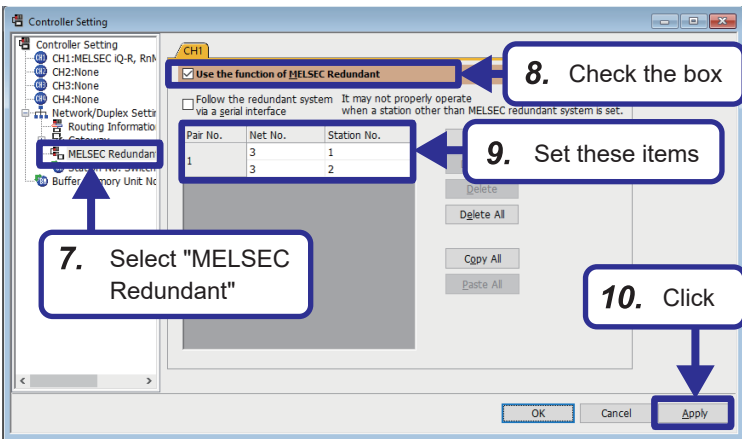 Controller Setting
Controller Setting
CH1:MELSEC iQ-R, RnM
CH2:None
CH3:None
CH4:None
Network/Duplex Settin
Routing Informatio
MELSEC Redundan
Buffer Memory Unit No
CH1
Use the function of MELSEC Redundant
Follow the redundant system
via a serial interface
It may not properly operate
when a station other than MELSEC redundant system is set.
Pair No. Net No. Station No.
1
3 1
3 2
Delete
Delete All
Copy All
Paste All
OK Cancel Apply
7. Select "MELSEC
Redundant"
8. Check the box
9. Set these items
10. Click